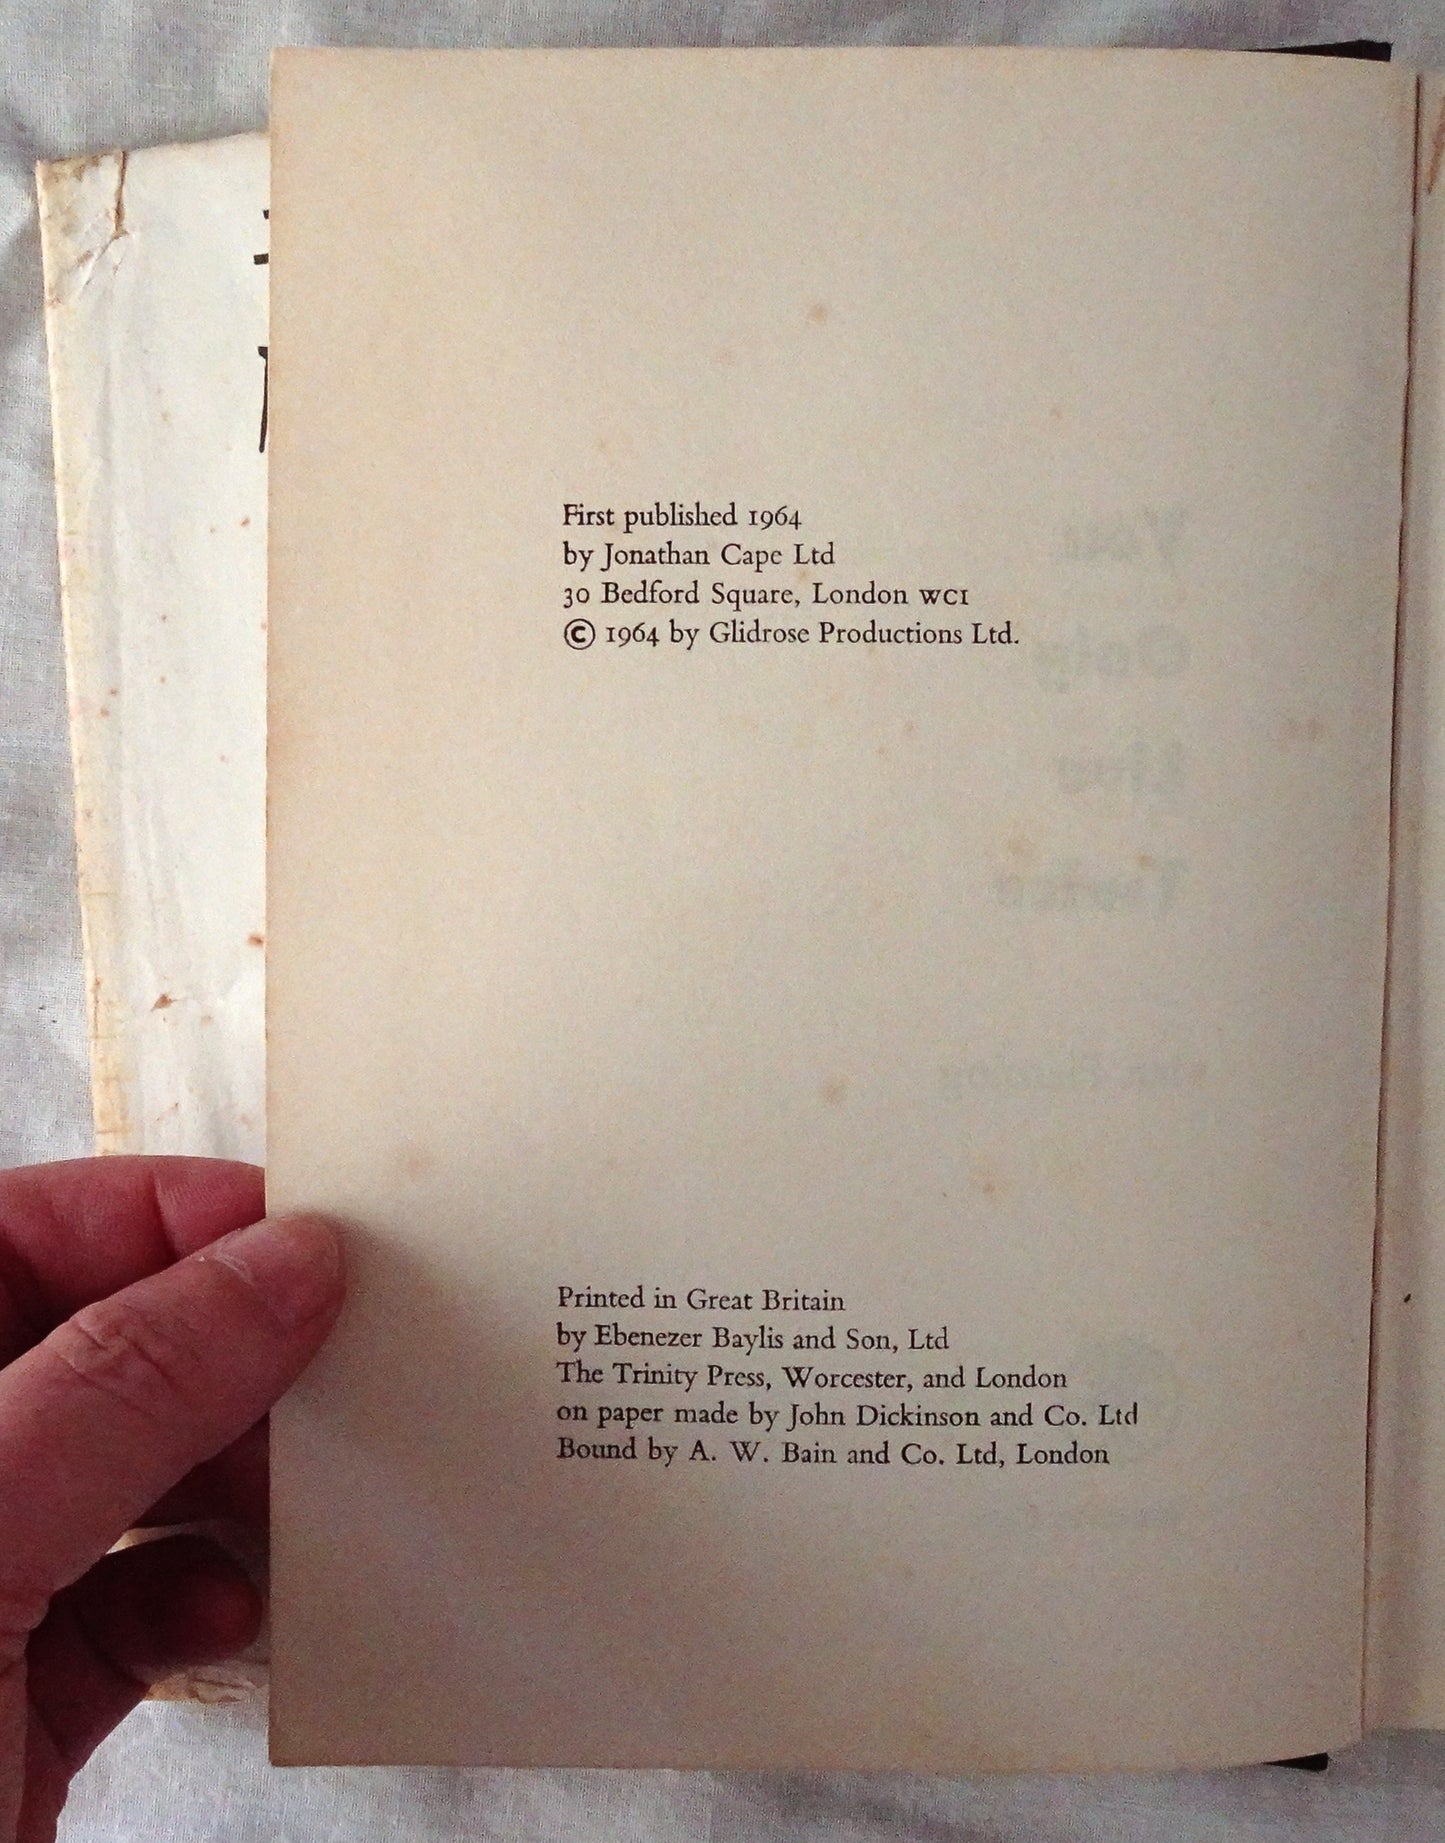 First published 1964
by Jonathan Cape Ltd
30 Bedford Square, London WC1
© 1964 by Glidrose Productions Ltd.
Printed in Great Britain
by Ebenezer Baylis and Son, Ltd
The Trinity Press, Worcester, and London
on paper made by John Dickinson and Co. Ltd
Bound by A. W. Bain and Co. Ltd, London